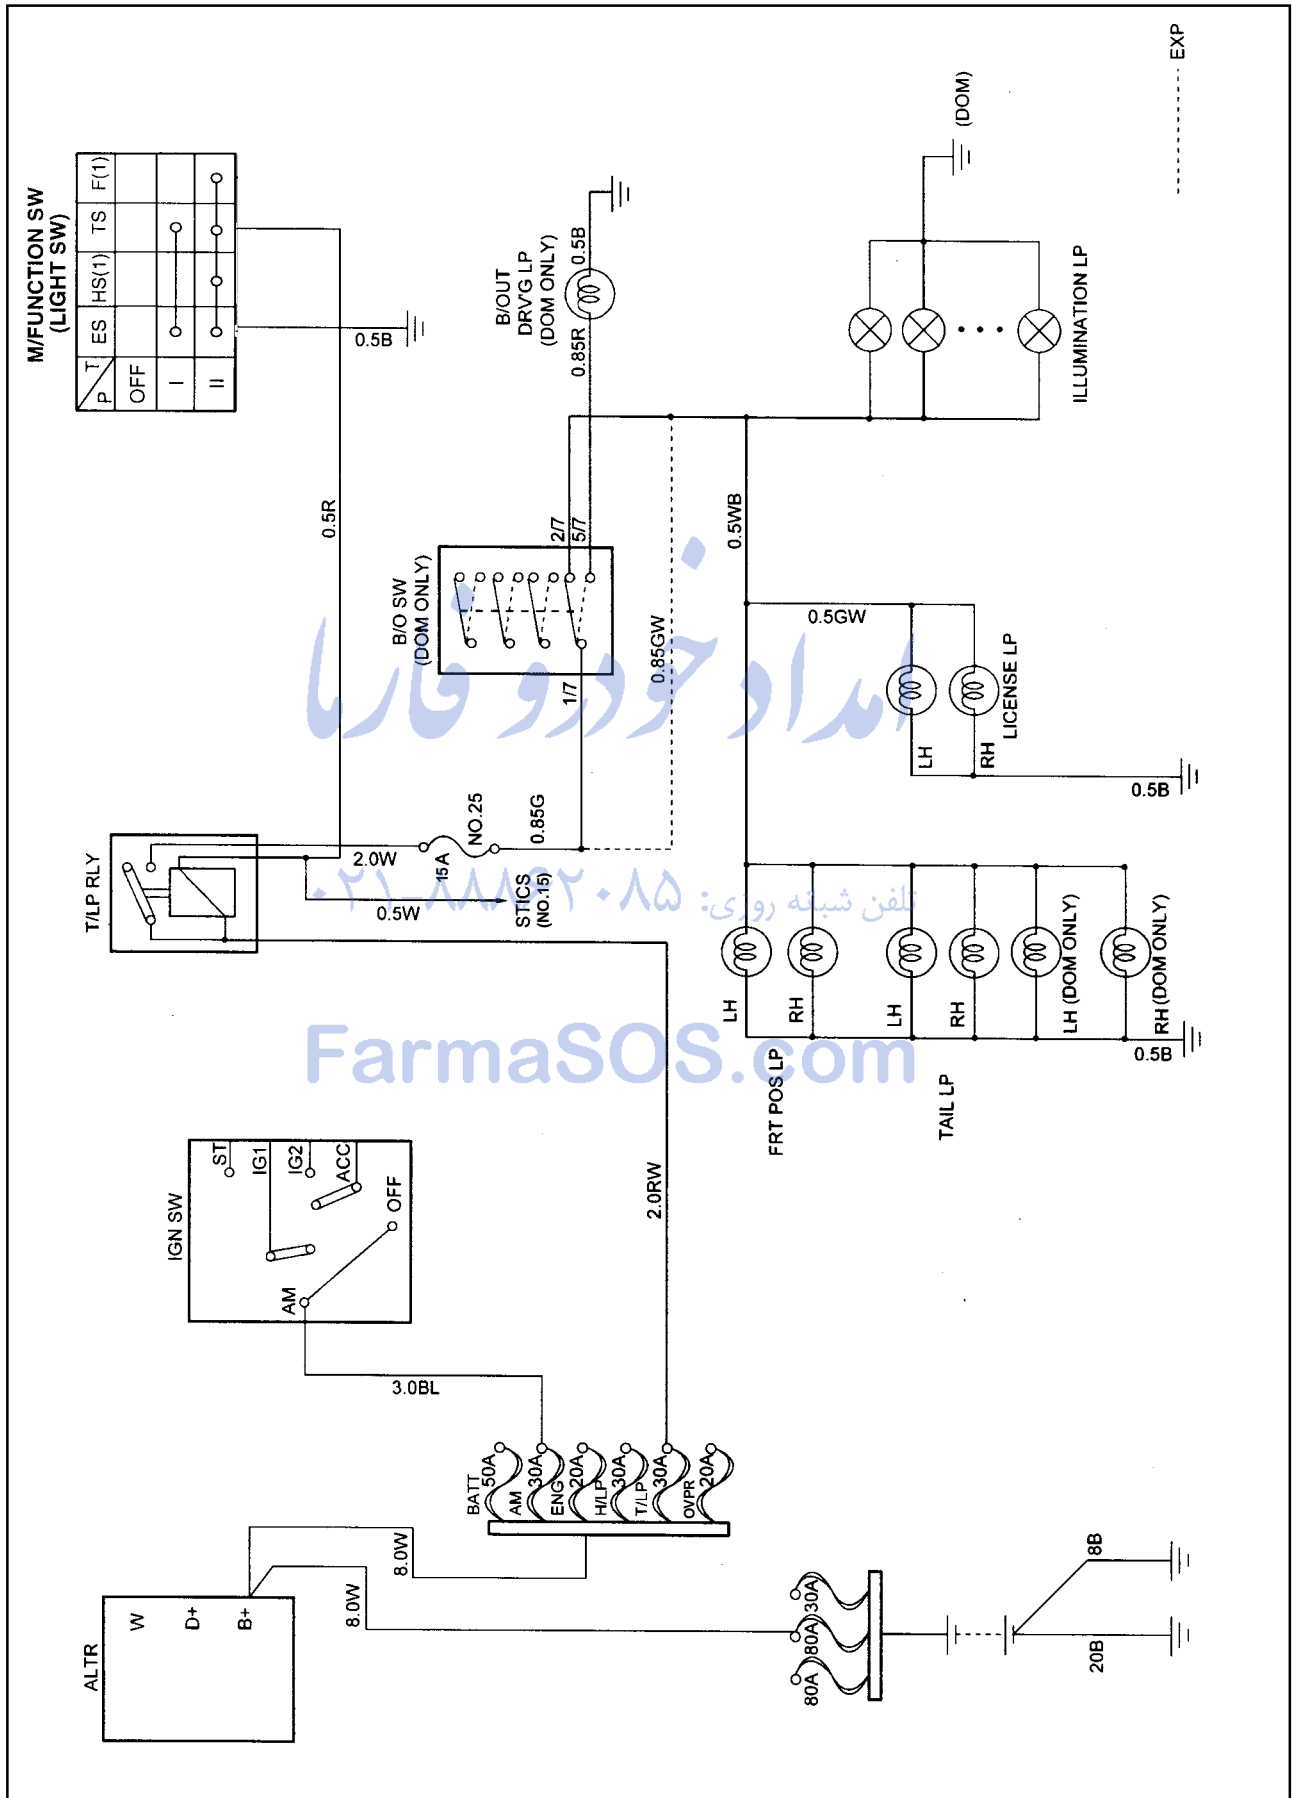 M/FUNCTION SW
(LIGHT SW)
P T ES HS(1) TS F(1)
OFF
I
II
0.5B
0.5R
EXP
(DOM)
B/OUT
DRV'G LP
(DOM ONLY)
0.85R
0.5B
ILLUMINATION LP
B/O SW
(DOM ONLY)
2/7
5/7
1/7
0.85GW
0.5WB
0.5GW
LH
RH
LICENSE LP
0.5B
T/LP RLY
2.0W
15A
NO.25
0.85G
0.5W
STICS
(NO.15)
امداد خودرو فارما
تلفن شبانه روزی: ۸۸۸۶۲۰۸۵-۰۲۱
FarmaSOS.com
LH
RH
FRT POS LP
LH
RH
LH (DOM ONLY)
RH (DOM ONLY)
TAIL LP
0.5B
IGN SW
ST
IG1
IG2
ACC
OFF
AM
3.0BL
2.0RW
BATT
50A
AM
30A
ENG
20A
H/LP
30A
T/LP
30A
OVPR
20A
ALTR
W
D+
B+
8.0W
8.0W
80A
80A
30A
20B
8B